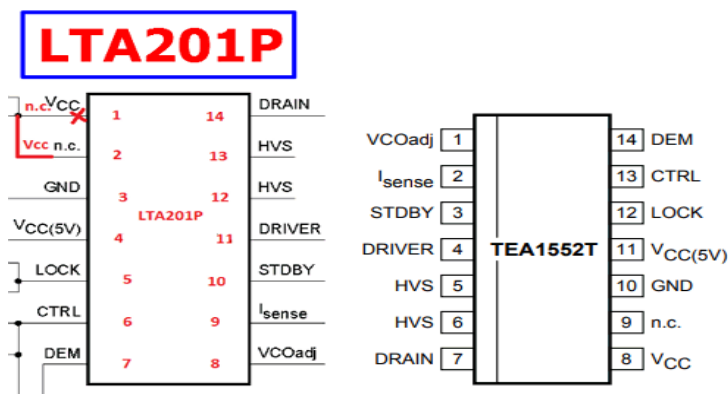 LTA201P
n.c. VCC 1 14 DRAIN
Vcc n.c. 2 13 HVS
GND 3 12 HVS
LTA201P
VCC(5V) 4 11 DRIVER
LOCK 5 10 STDBY
CTRL 6 9 Isense
DEM 7 8 VCOadj
VCOadj 1 14 DEM
Isense 2 13 CTRL
STDBY 3 12 LOCK
DRIVER 4 TEA1552T 11 VCC(5V)
HVS 5 10 GND
HVS 6 9 n.c.
DRAIN 7 8 VCC